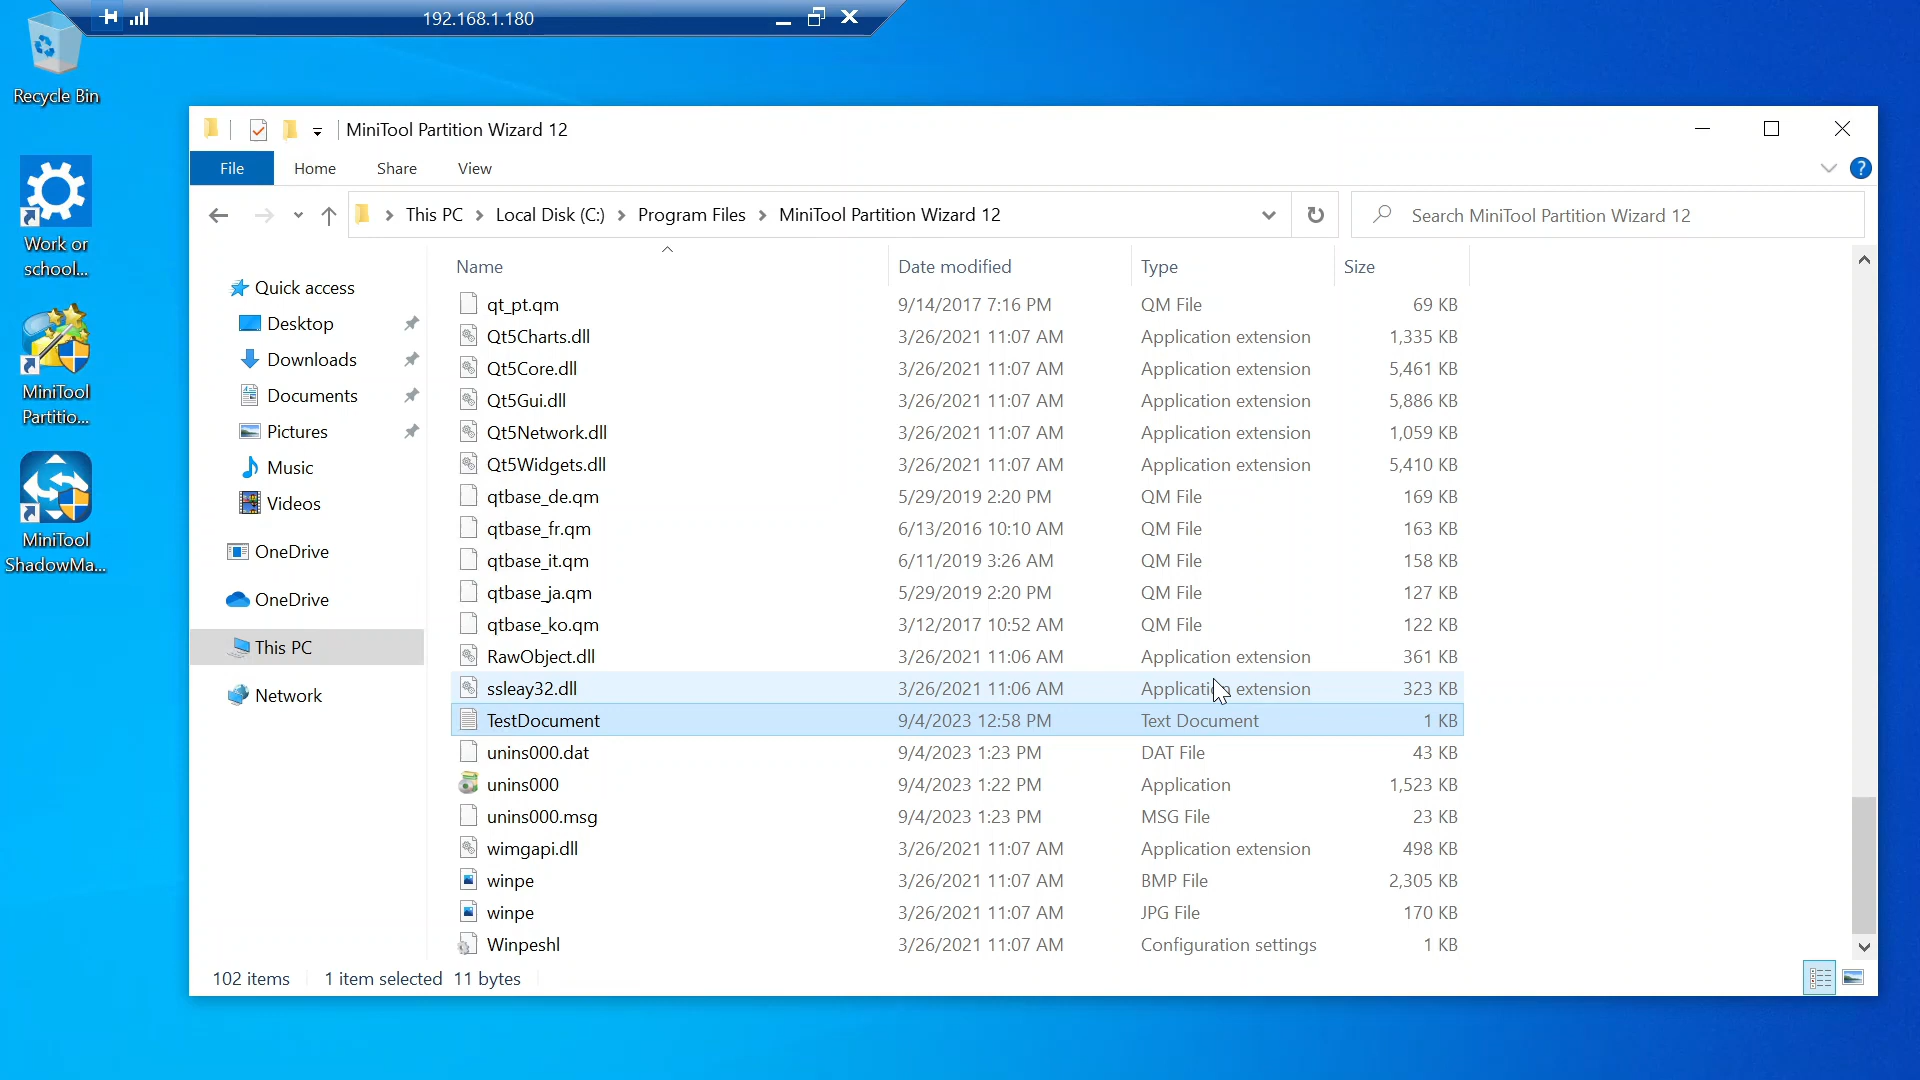 192.168.1.180
Recycle Bin
Work or
school...
MiniTool
Partitio...
MiniTool
ShadowMa...
MiniTool Partition Wizard 12
File Home Share View
?
This PC > Local Disk (C:) > Program Files > MiniTool Partition Wizard 12
Search MiniTool Partition Wizard 12
Quick access
Desktop
Downloads
Documents
Pictures
Music
Videos
OneDrive
OneDrive
This PC
Network
Name Date modified Type Size
qt_pt.qm 9/14/2017 7:16 PM QM File 69 KB
Qt5Charts.dll 3/26/2021 11:07 AM Application extension 1,335 KB
Qt5Core.dll 3/26/2021 11:07 AM Application extension 5,461 KB
Qt5Gui.dll 3/26/2021 11:07 AM Application extension 5,886 KB
Qt5Network.dll 3/26/2021 11:07 AM Application extension 1,059 KB
Qt5Widgets.dll 3/26/2021 11:07 AM Application extension 5,410 KB
qtbase_de.qm 5/29/2019 2:20 PM QM File 169 KB
qtbase_fr.qm 6/13/2016 10:10 AM QM File 163 KB
qtbase_it.qm 6/11/2019 3:26 AM QM File 158 KB
qtbase_ja.qm 5/29/2019 2:20 PM QM File 127 KB
qtbase_ko.qm 3/12/2017 10:52 AM QM File 122 KB
RawObject.dll 3/26/2021 11:06 AM Application extension 361 KB
ssleay32.dll 3/26/2021 11:06 AM Application extension 323 KB
TestDocument 9/4/2023 12:58 PM Text Document 1 KB
unins000.dat 9/4/2023 1:23 PM DAT File 43 KB
unins000 9/4/2023 1:22 PM Application 1,523 KB
unins000.msg 9/4/2023 1:23 PM MSG File 23 KB
wimgapi.dll 3/26/2021 11:07 AM Application extension 498 KB
winpe 3/26/2021 11:07 AM BMP File 2,305 KB
winpe 3/26/2021 11:07 AM JPG File 170 KB
Winpeshl 3/26/2021 11:07 AM Configuration settings 1 KB
102 items 1 item selected 11 bytes